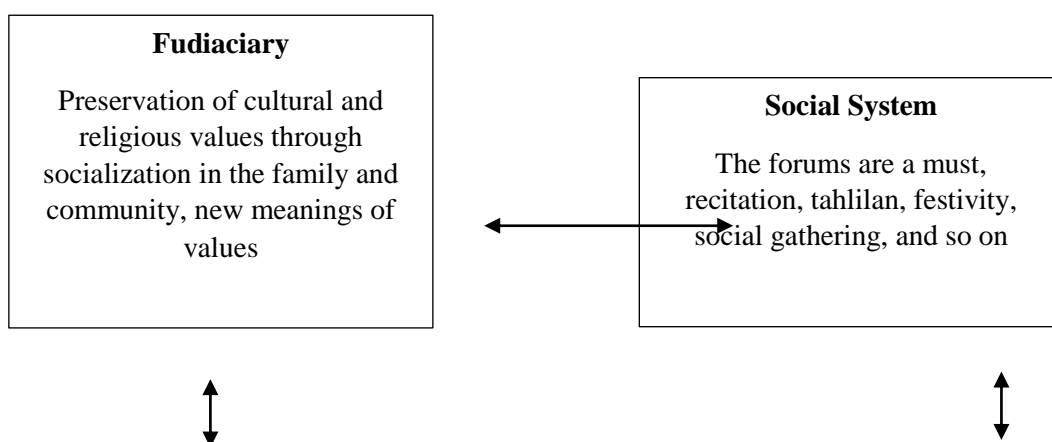 Fudiaciary
Preservation of cultural and
religious values through
socialization in the family and
community, new meanings of
values
Social System
The forums are a must,
recitation, tahlilan, festivity,
social gathering, and so on